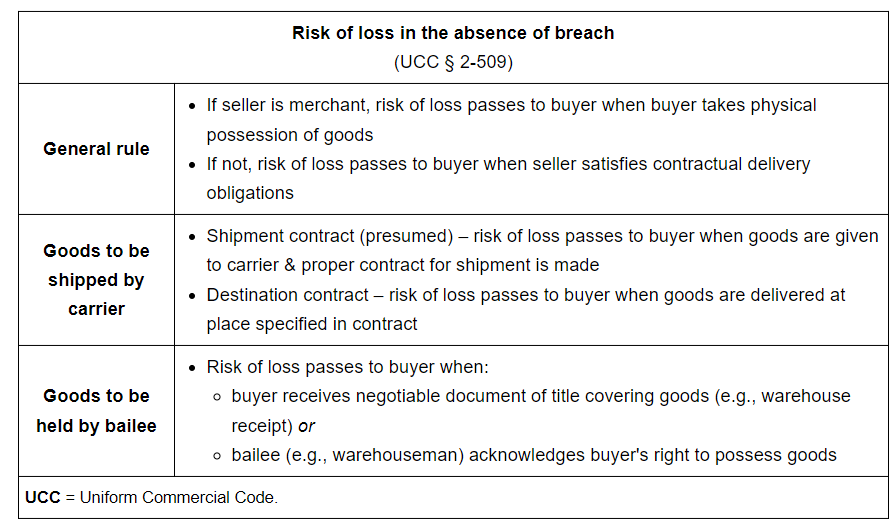 Risk of loss in the absence of breach
(UCC § 2-509)
General rule
• If seller is merchant, risk of loss passes to buyer when buyer takes physical
possession of goods
• If not, risk of loss passes to buyer when seller satisfies contractual delivery
obligations
Goods to be
shipped by
carrier
• Shipment contract (presumed) – risk of loss passes to buyer when goods are given
to carrier & proper contract for shipment is made
• Destination contract – risk of loss passes to buyer when goods are delivered at
place specified in contract
Goods to be
held by bailee
• Risk of loss passes to buyer when:
◦ buyer receives negotiable document of title covering goods (e.g., warehouse
receipt) or
◦ bailee (e.g., warehouseman) acknowledges buyer's right to possess goods
UCC = Uniform Commercial Code.